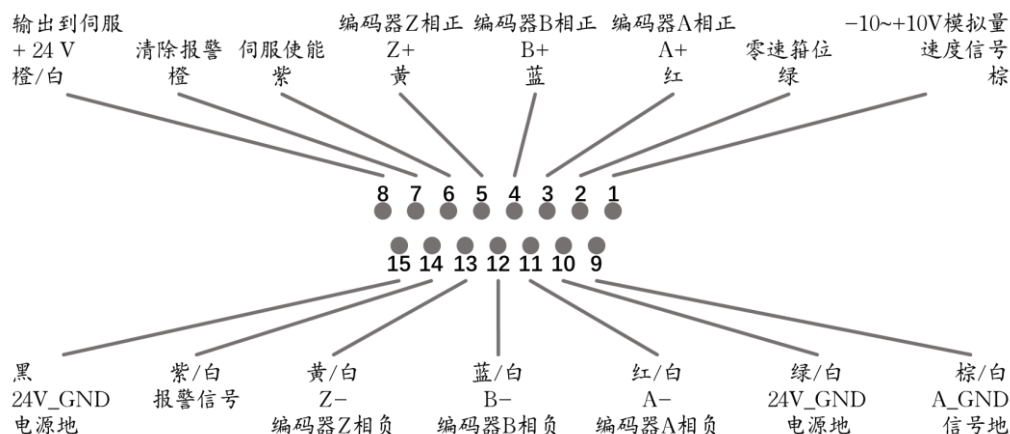 输出到伺服
+ 24 V
橙/白
清除报警
橙
伺服使能
紫
编码器Z相正
Z+
黄
编码器B相正
B+
蓝
编码器A相正
A+
红
零速箝位
绿
−10~+10V模拟量
速度信号
棕
8 7 6 5 4 3 2 1
15 14 13 12 11 10 9
黑
24V_GND
电源地
紫/白
报警信号
黄/白
Z−
编码器Z相负
蓝/白
B−
编码器B相负
红/白
A−
编码器A相负
绿/白
24V_GND
电源地
棕/白
A_GND
信号地